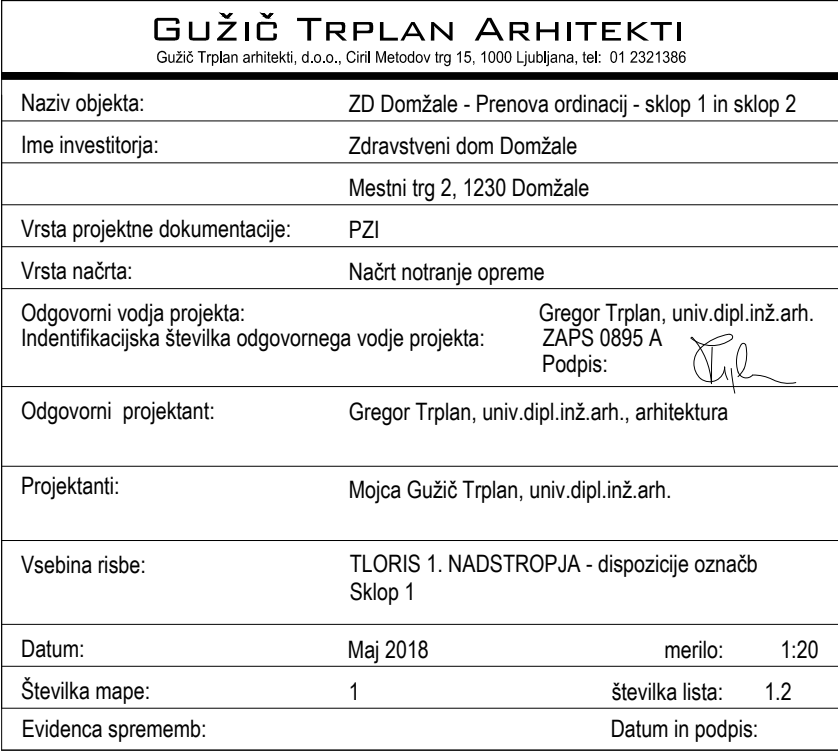 GUŽIČ TRPLAN ARHITEKTI
Gužič Trplan arhitekti, d.o.o., Ciril Metodov trg 15, 1000 Ljubljana, tel: 01 2321386
Naziv objekta: ZD Domžale - Prenova ordinacij - sklop 1 in sklop 2
Ime investitorja: Zdravstveni dom Domžale
Mestni trg 2, 1230 Domžale
Vrsta projektne dokumentacije: PZI
Vrsta načrta: Načrt notranje opreme
Odgovorni vodja projekta: Gregor Trplan, univ.dipl.inž.arh.
Indentifikacijska številka odgovornega vodje projekta: ZAPS 0895 A
Podpis:
Odgovorni projektant: Gregor Trplan, univ.dipl.inž.arh., arhitektura
Projektanti: Mojca Gužič Trplan, univ.dipl.inž.arh.
Vsebina risbe: TLORIS 1. NADSTROPJA - dispozicije označb
Sklop 1
Datum: Maj 2018 merilo: 1:20
Številka mape: 1 številka lista: 1.2
Evidenca sprememb: Datum in podpis: